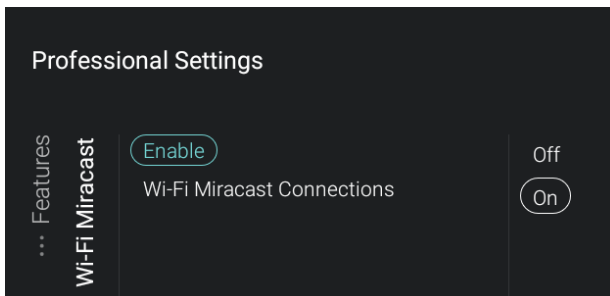 Professional Settings
... Features
Wi-Fi Miracast
Enable
Wi-Fi Miracast Connections
Off
On